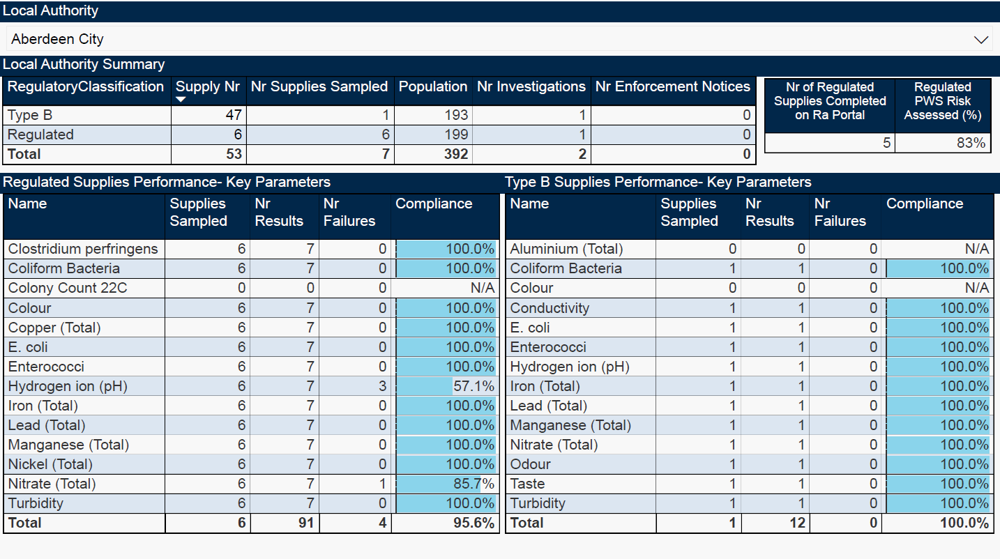 Local Authority
Aberdeen City
Local Authority Summary
RegulatoryClassification Supply Nr Nr Supplies Sampled Population Nr Investigations Nr Enforcement Notices
Type B 47 1 193 1 0
Regulated 6 6 199 1 0
Total 53 7 392 2 0
Nr of Regulated Supplies Completed on Ra Portal Regulated PWS Risk Assessed (%)
5 83%
Regulated Supplies Performance- Key Parameters
Name Supplies Sampled Nr Results Nr Failures Compliance
Clostridium perfringens 6 7 0 100.0%
Coliform Bacteria 6 7 0 100.0%
Colony Count 22C 0 0 0 N/A
Colour 6 7 0 100.0%
Copper (Total) 6 7 0 100.0%
E. coli 6 7 0 100.0%
Enterococci 6 7 0 100.0%
Hydrogen ion (pH) 6 7 3 57.1%
Iron (Total) 6 7 0 100.0%
Lead (Total) 6 7 0 100.0%
Manganese (Total) 6 7 0 100.0%
Nickel (Total) 6 7 0 100.0%
Nitrate (Total) 6 7 1 85.7%
Turbidity 6 7 0 100.0%
Total 6 91 4 95.6%
Type B Supplies Performance- Key Parameters
Name Supplies Sampled Nr Results Nr Failures Compliance
Aluminium (Total) 0 0 0 N/A
Coliform Bacteria 1 1 0 100.0%
Colour 0 0 0 N/A
Conductivity 1 1 0 100.0%
E. coli 1 1 0 100.0%
Enterococci 1 1 0 100.0%
Hydrogen ion (pH) 1 1 0 100.0%
Iron (Total) 1 1 0 100.0%
Lead (Total) 1 1 0 100.0%
Manganese (Total) 1 1 0 100.0%
Nitrate (Total) 1 1 0 100.0%
Odour 1 1 0 100.0%
Taste 1 1 0 100.0%
Turbidity 1 1 0 100.0%
Total 1 12 0 100.0%